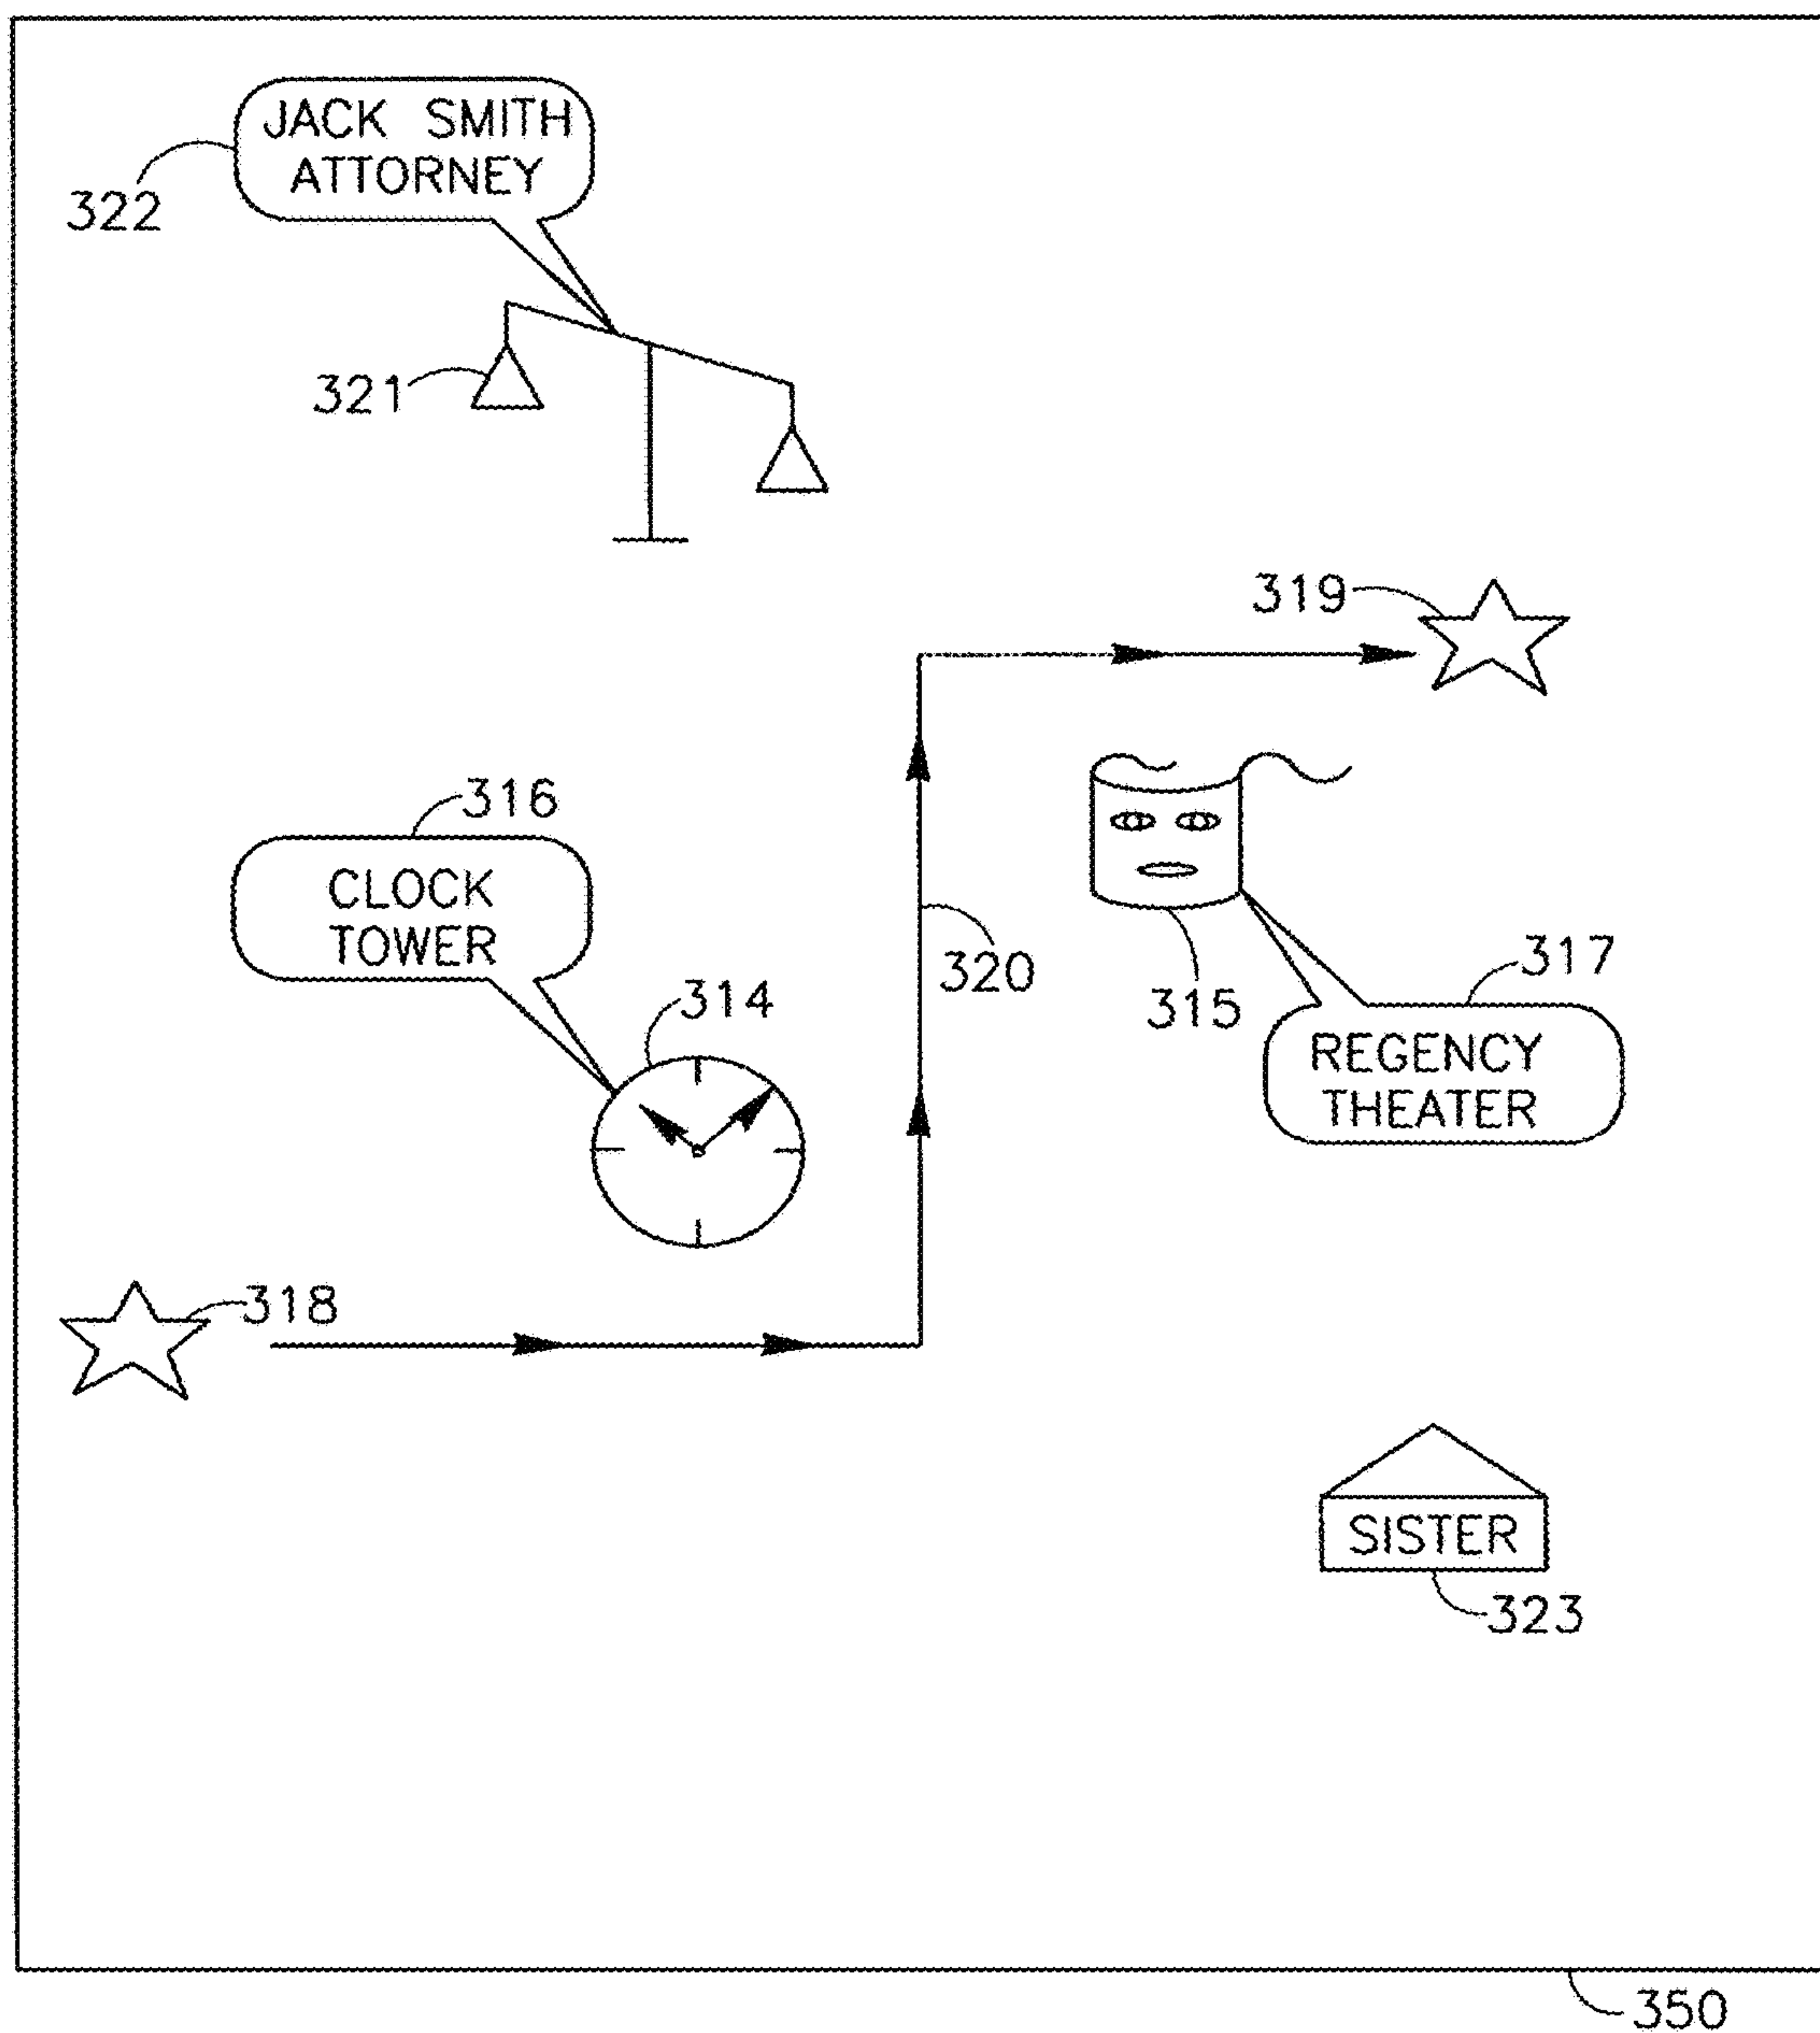 JACK SMITH
ATTORNEY
322
321
319
316
CLOCK
TOWER
314
320
315
317
REGENCY
THEATER
318
SISTER
323
350